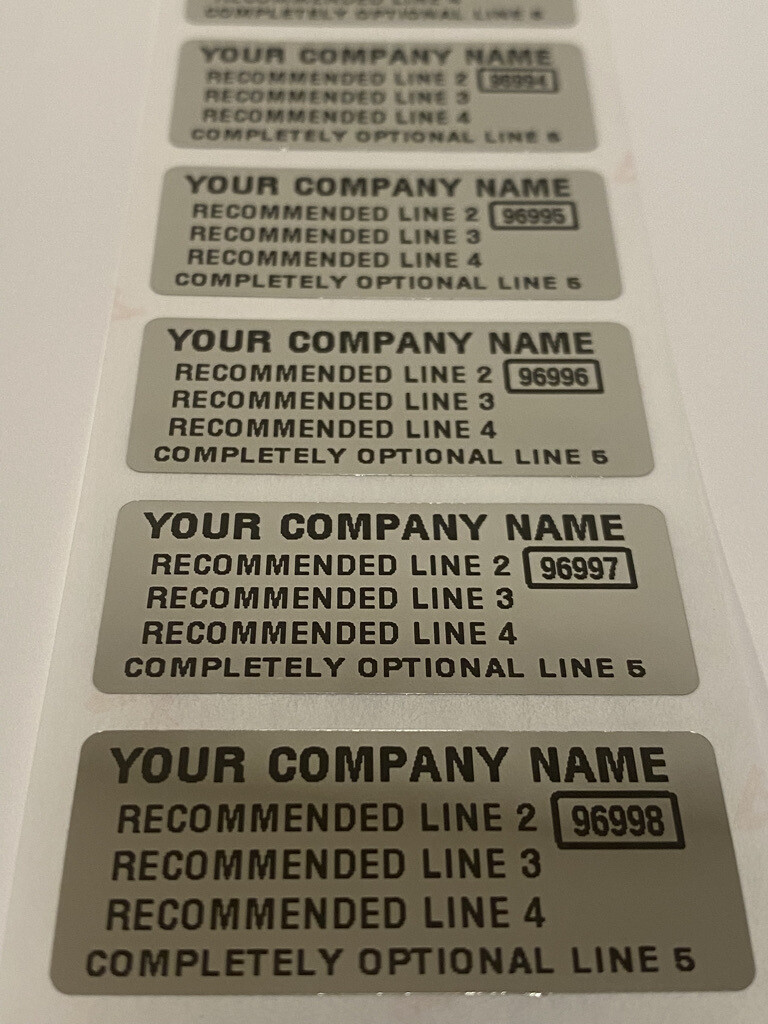 COMPLETELY OPTIONAL LINE 5
YOUR COMPANY NAME
RECOMMENDED LINE 2 96994
RECOMMENDED LINE 3
RECOMMENDED LINE 4
COMPLETELY OPTIONAL LINE 5
YOUR COMPANY NAME
RECOMMENDED LINE 2 96995
RECOMMENDED LINE 3
RECOMMENDED LINE 4
COMPLETELY OPTIONAL LINE 5
YOUR COMPANY NAME
RECOMMENDED LINE 2 96996
RECOMMENDED LINE 3
RECOMMENDED LINE 4
COMPLETELY OPTIONAL LINE 5
YOUR COMPANY NAME
RECOMMENDED LINE 2 96997
RECOMMENDED LINE 3
RECOMMENDED LINE 4
COMPLETELY OPTIONAL LINE 5
YOUR COMPANY NAME
RECOMMENDED LINE 2 96998
RECOMMENDED LINE 3
RECOMMENDED LINE 4
COMPLETELY OPTIONAL LINE 5